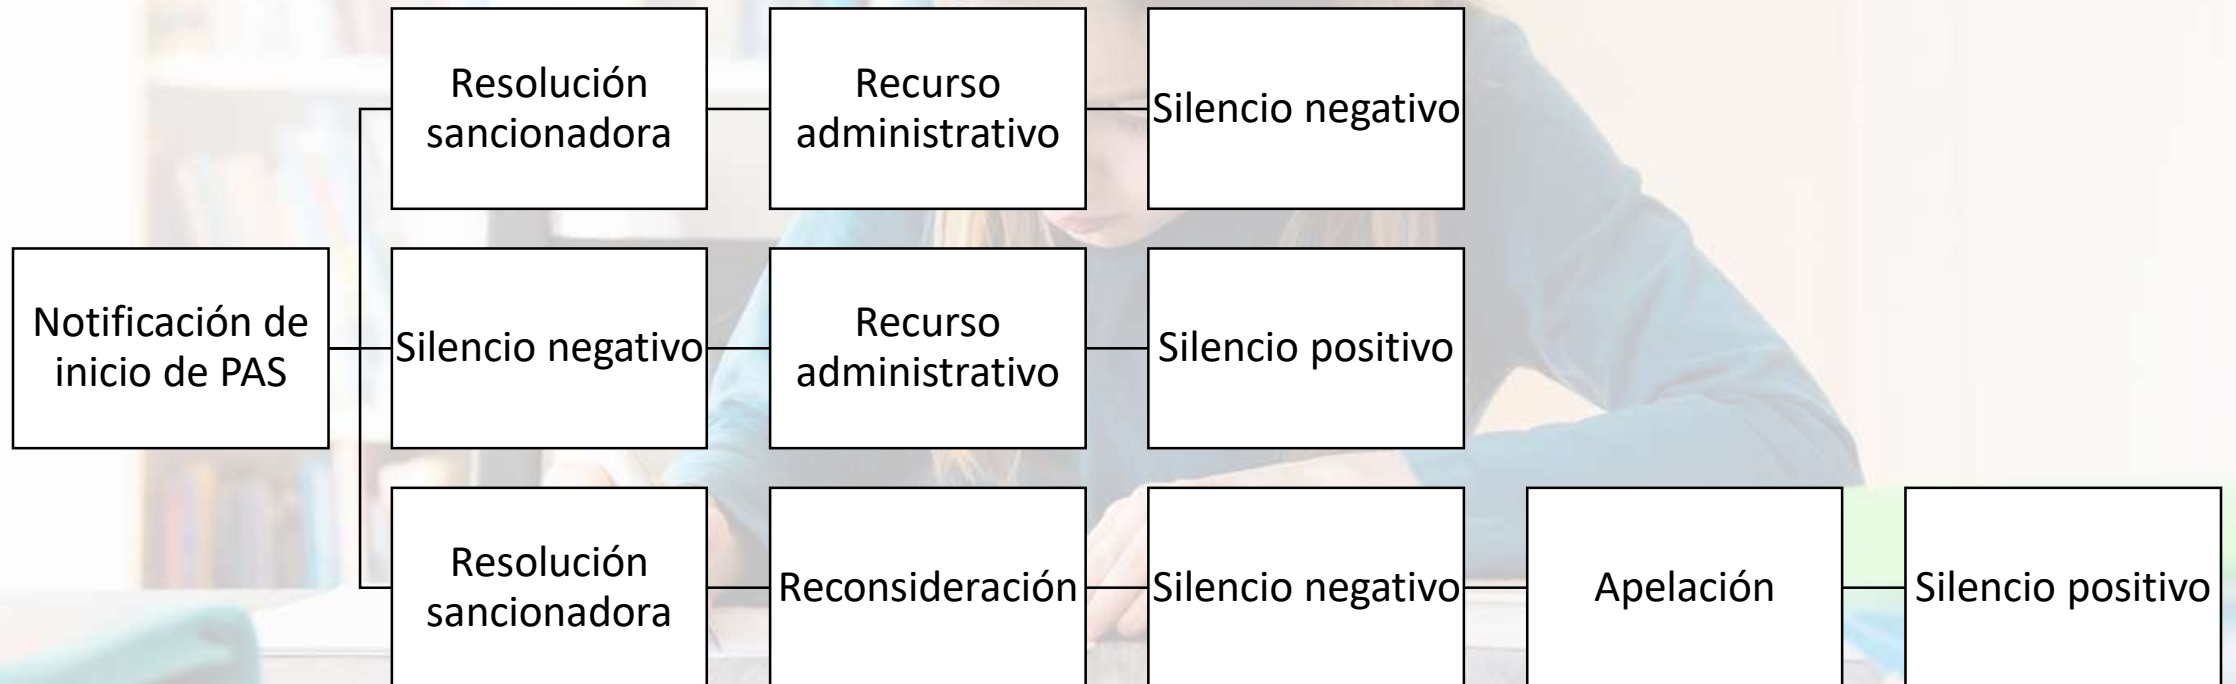 Resolución
sancionadora
Recurso
administrativo
Silencio negativo
Notificación de
inicio de PAS
Silencio negativo
Recurso
administrativo
Silencio positivo
Resolución
sancionadora
Reconsideración
Silencio negativo
Apelación
Silencio positivo